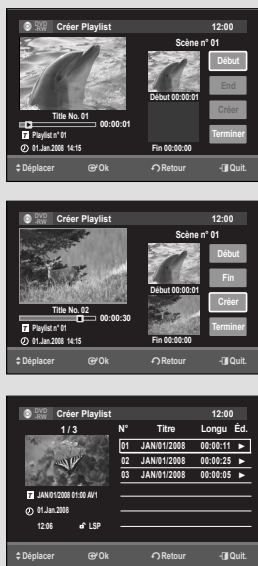 DVD-RW Créer Playlist 12:00
Scène n° 01
Début
End
Début 00:00:01
Créer
Title No. 01
00:00:01
Playlist n° 01
Terminer
01.Jan.2008 14:15
Fin 00:00:00
Déplacer Ok Retour Quit.
DVD-RW Créer Playlist 12:00
Scène n° 01
Début
Fin
Début 00:00:01
Créer
Title No. 02
00:00:30
Playlist n° 01
Terminer
01.Jan.2008 14:15
Fin 00:00:00
Déplacer Ok Retour Quit.
DVD-RW Créer Playlist 12:00
1 / 3
N° Titre Longu Éd.
01 JAN/01/2008 00:00:11 ►
02 JAN/01/2008 00:00:25 ►
03 JAN/01/2008 00:00:05 ►
JAN/01/2008 01:00 AV1
01.Jan.2008
12:06 LSP
Déplacer Ok Retour Quit.